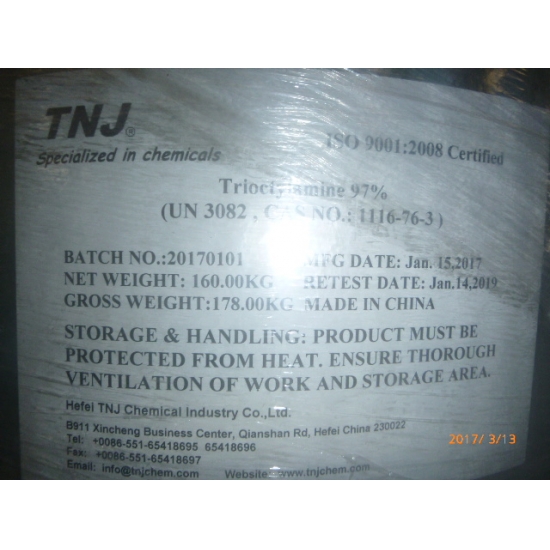 TNJ®
Specialized in chemicals
ISO 9001:2008 Certified
Trioctylamine 97%
(UN 3082 , CAS NO.: 1116-76-3 )
BATCH NO.:20170101 MFG DATE: Jan. 15,2017
NET WEIGHT: 160.00KG RETEST DATE: Jan.14,2019
GROSS WEIGHT:178.00KG MADE IN CHINA
STORAGE & HANDLING: PRODUCT MUST BE
PROTECTED FROM HEAT. ENSURE THOROUGH
VENTILATION OF WORK AND STORAGE AREA.
Hefei TNJ Chemical Industry Co.,Ltd.
B911 Xincheng Business Center, Qianshan Rd, Hefei China 230022
Tel: +0086-551-65418695 65418696
Fax: +0086-551-65418697
Email: info@tnjchem.com Website: www.tnjchem.com
2017/ 3/13